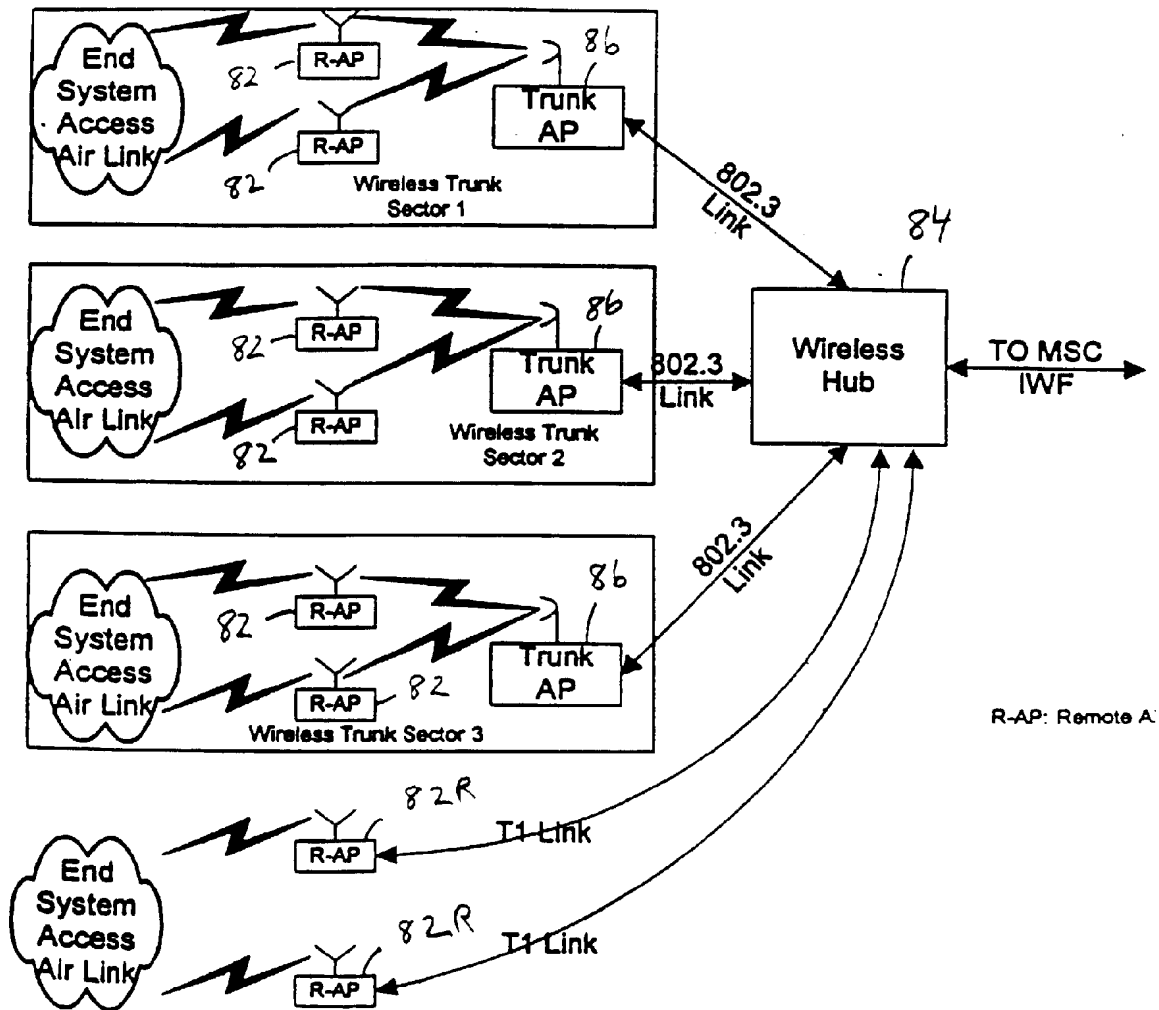 End
System
Access
Air Link
82
R-AP
82
R-AP
86
Trunk
AP
Wireless Trunk
Sector 1
802.3
Link
84
End
System
Access
Air Link
82
R-AP
82
R-AP
86
Trunk
AP
Wireless Trunk
Sector 2
802.3
Link
Wireless
Hub
TO MSC
IWF
End
System
Access
Air Link
82
R-AP
82
R-AP
86
Trunk
AP
Wireless Trunk Sector 3
802.3
Link
R-AP: Remote
End
System
Access
Air Link
82R
R-AP
T1 Link
82R
R-AP
T1 Link